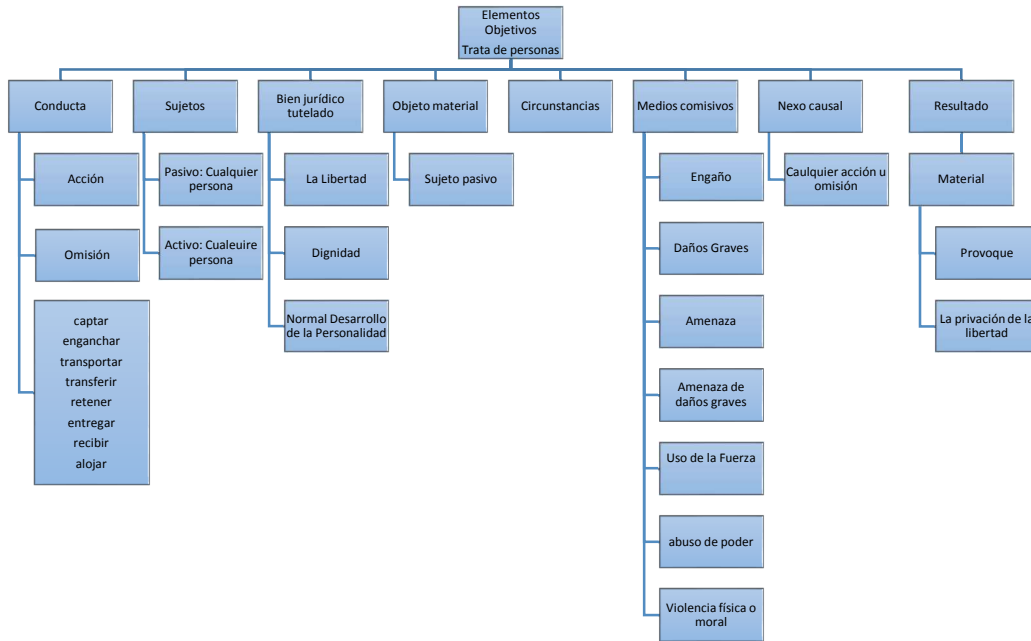 Elementos
Objetivos
Trata de personas
Conducta
Sujetos
Bien jurídico
tutelado
Objeto material
Circunstancias
Medios comisivos
Nexo causal
Resultado
Acción
Omisión
captar
enganchar
transportar
transferir
retener
entregar
recibir
alojar
Pasivo: Cualquier
persona
Activo: Cualeuire
persona
La Libertad
Dignidad
Normal Desarrollo
de la Personalidad
Sujeto pasivo
Engaño
Daños Graves
Amenaza
Amenaza de
daños graves
Uso de la Fuerza
abuso de poder
Violencia física o
moral
Caulquier acción u
omisión
Material
Provoque
La privación de la
libertad